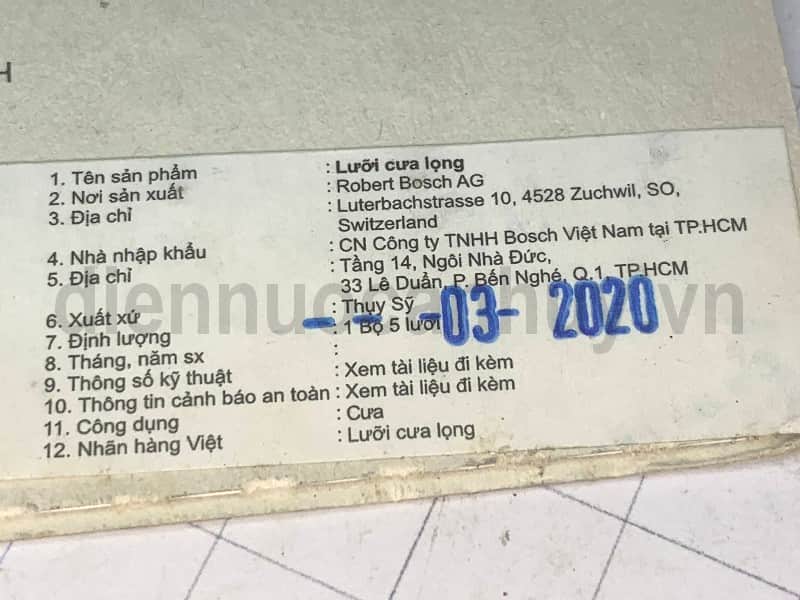 H
1. Tên sản phẩm : Lưỡi cưa lọng
2. Nơi sản xuất : Robert Bosch AG
3. Địa chỉ : Luterbachstrasse 10, 4528 Zuchwil, SO,
Switzerland
4. Nhà nhập khẩu : CN Công ty TNHH Bosch Việt Nam tại TP.HCM
5. Địa chỉ : Tầng 14, Ngôi Nhà Đức,
33 Lê Duẩn, P. Bến Nghé, Q.1, TP.HCM
6. Xuất xứ : Thụy Sỹ
7. Định lượng : 1 Bộ 5 lưỡi
-- -03- 2020
8. Tháng, năm sx :
9. Thông số kỹ thuật : Xem tài liệu đi kèm
10. Thông tin cảnh báo an toàn : Xem tài liệu đi kèm
11. Công dụng : Cưa
12. Nhãn hàng Việt : Lưỡi cưa lọng